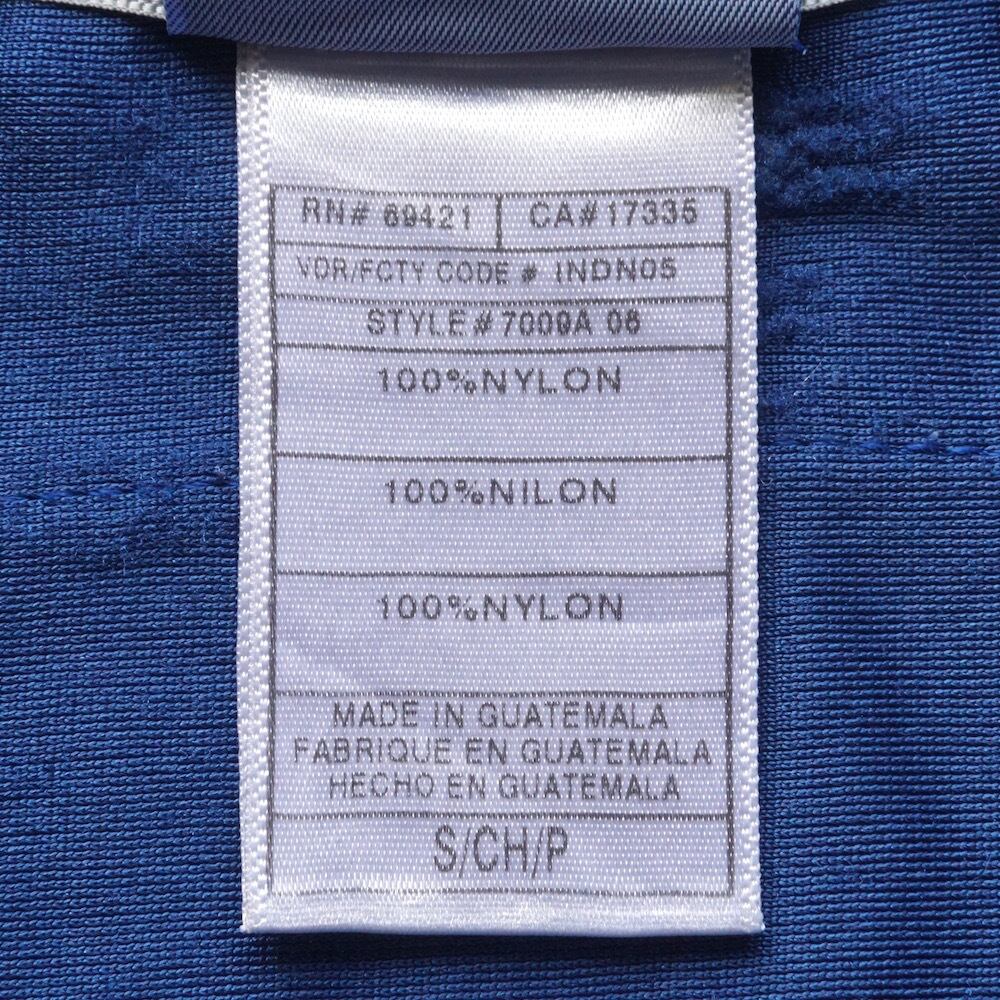 RN# 69421 CA# 17335
VDR/FCTY CODE # INDN05
STYLE # 7009A 06
100%NYLON
100%NILON
100%NYLON
MADE IN GUATEMALA
FABRIQUE EN GUATEMALA
HECHO EN GUATEMALA
S/CH/P